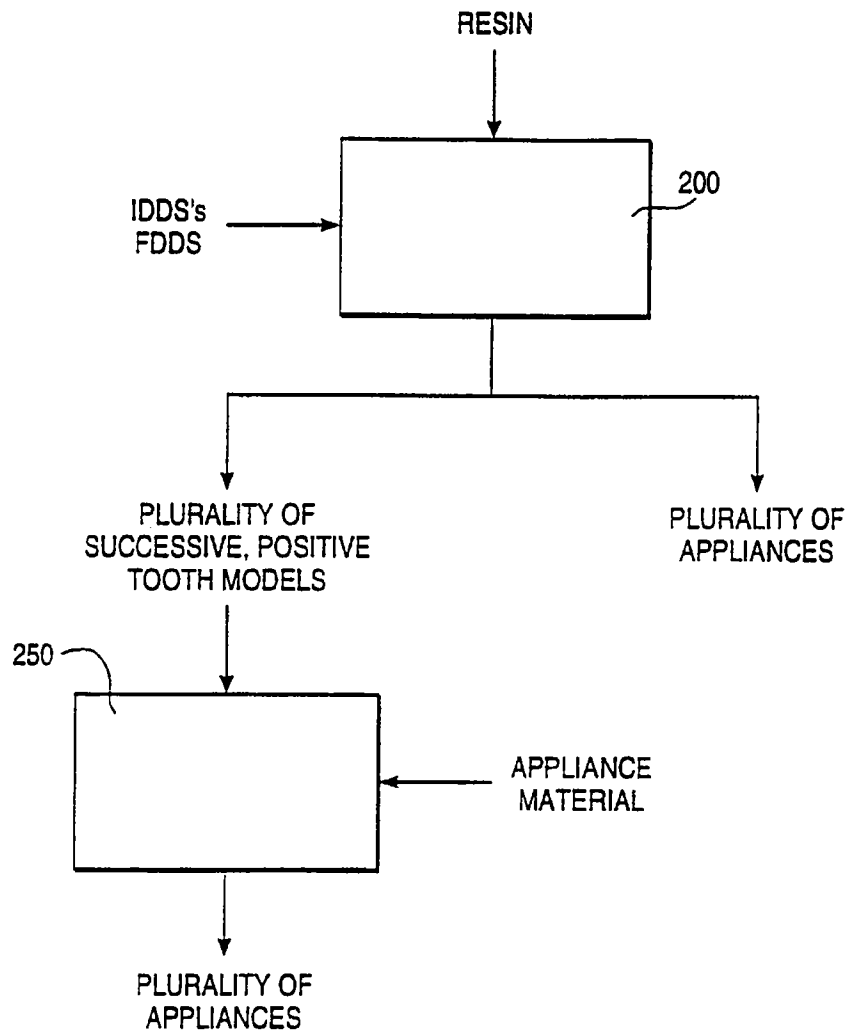 RESIN
200
IDDS's
FDDS
PLURALITY OF
SUCCESSIVE, POSITIVE
TOOTH MODELS
PLURALITY OF
APPLIANCES
250
APPLIANCE
MATERIAL
PLURALITY OF
APPLIANCES